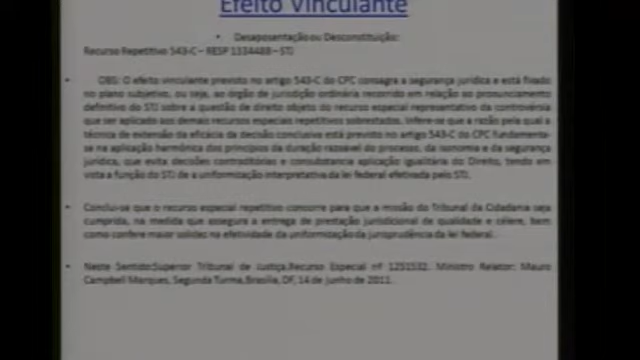 Efeito Vinculante
• Desaposentação ou Desconstituição:
Recurso Repetitivo 543-C – RESP 1334488 – STJ
• OBS: O efeito vinculante previsto no artigo 543-C do CPC consagra a segurança jurídica e está fixado
no plano subjetivo, ou seja, ao órgão de jurisdição ordinária recorrido em relação ao pronunciamento
definitivo do STJ sobre a questão de direito objeto do recurso especial representativo da controvérsia
que ser aplicado aos demais recursos especiais repetitivos sobrestados. Infere-se que a razão pela qual a
técnica de extensão da eficácia da decisão conclusiva está previsto no artigo 543-C do CPC fundamenta-
se na aplicação harmônica dos princípios da duração razoável do processo, da isonomia e da segurança
jurídica, que evita decisões contraditórias e consubstancia aplicação igualitária do Direito, tendo em
vista a função do STJ de a uniformização interpretativa da lei federal efetivada pelo STJ.
• Conclui-se que o recurso especial repetitivo concorre para que a missão do Tribunal da Cidadania seja
cumprida, na medida que assegura a entrega de prestação jurisdicional de qualidade e célere, bem
como confere maior solidez na efetividade da uniformização da jurisprudência da lei federal.
• Neste Sentido:Superior Tribunal de Justiça.Recurso Especial nº 1251532. Ministro Relator: Mauro
Campbell Marques, Segunda Turma,Brasília, DF, 14 de junho de 2011.